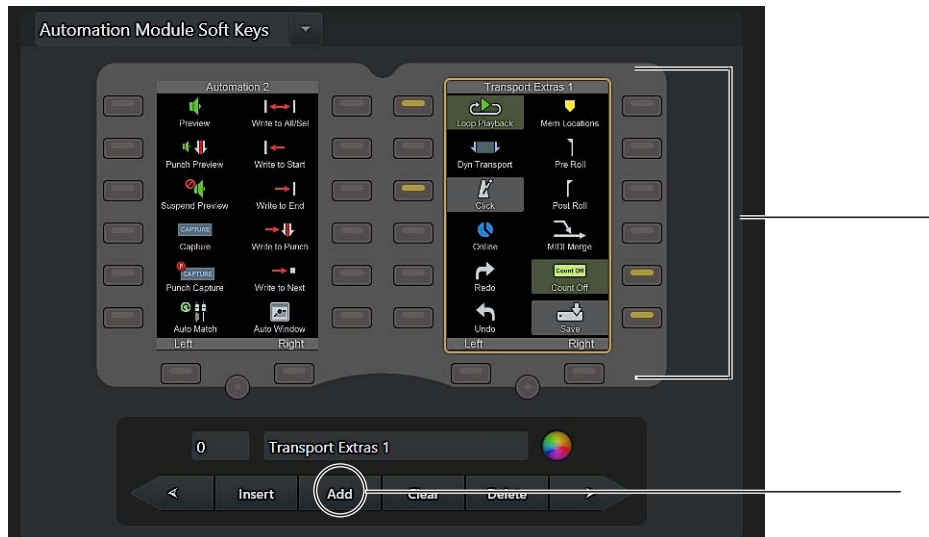 Automation Module Soft Keys
Automation 2
Preview
Write to All/Sel
Punch Preview
Write to Start
Suspend Preview
Write to End
CAPTURE
Capture
Write to Punch
P
CAPTURE
Punch Capture
Write to Next
Auto Match
Auto Window
Left
Right
Transport Extras 1
Loop Playback
Mem Locations
Dyn Transport
Pre Roll
Click
Post Roll
Online
MIDI Merge
Redo
Count Off
Count Off
Undo
Save
Left
Right
0
Transport Extras 1
<
Insert
Add
Clear
Delete
>